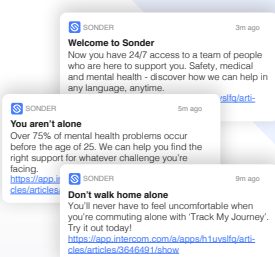 SONDER 3m ago
Welcome to Sonder
Now you have 24/7 access to a team of people
who are here to support you. Safety, medical
and mental health - discover how we can help in
any language, anytime.
SONDER 5m ago
You aren't alone
Over 75% of mental health problems occur
before the age of 25. We can help you find the
right support for whatever challenge you're
facing.
SONDER 9m ago
Don't walk home alone
You'll never have to feel uncomfortable when
you're commuting alone with 'Track My Journey'.
Try it out today!
https://app.intercom.com/a/apps/h1uvslfq/arti-
cles/articles/3646491/show